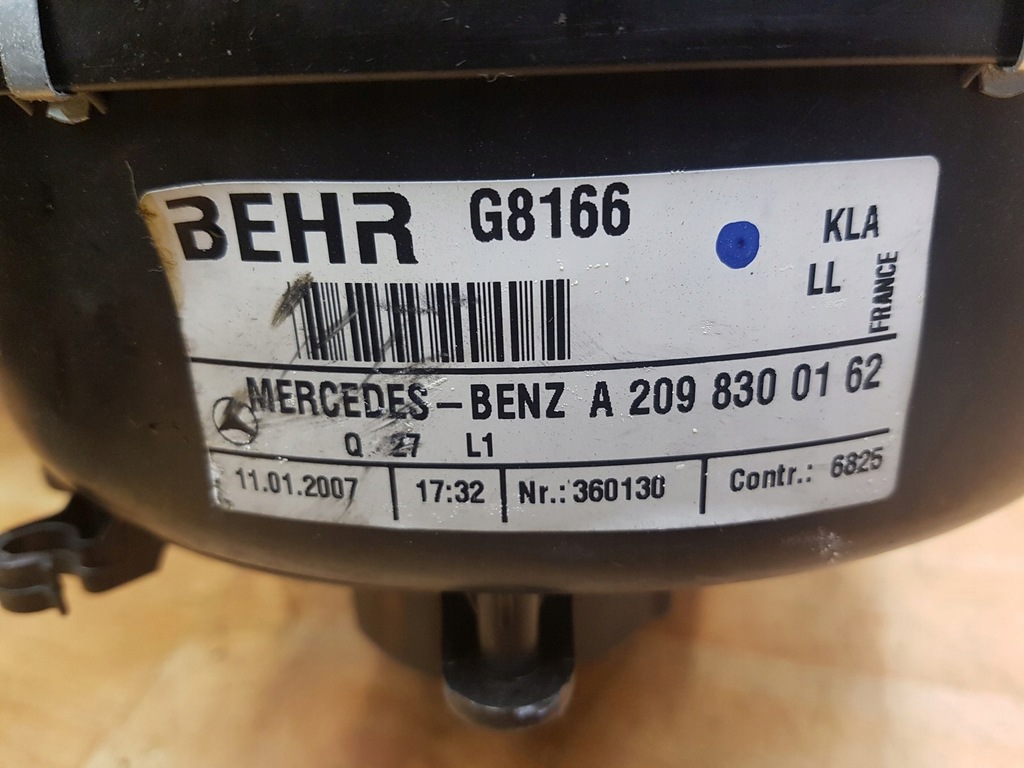 BEHR G8166 KLA
LL
FRANCE
MERCEDES-BENZ A 209 830 01 62
Q 27 L1
11.01.2007 17:32 Nr.: 360130 Contr.: 6825